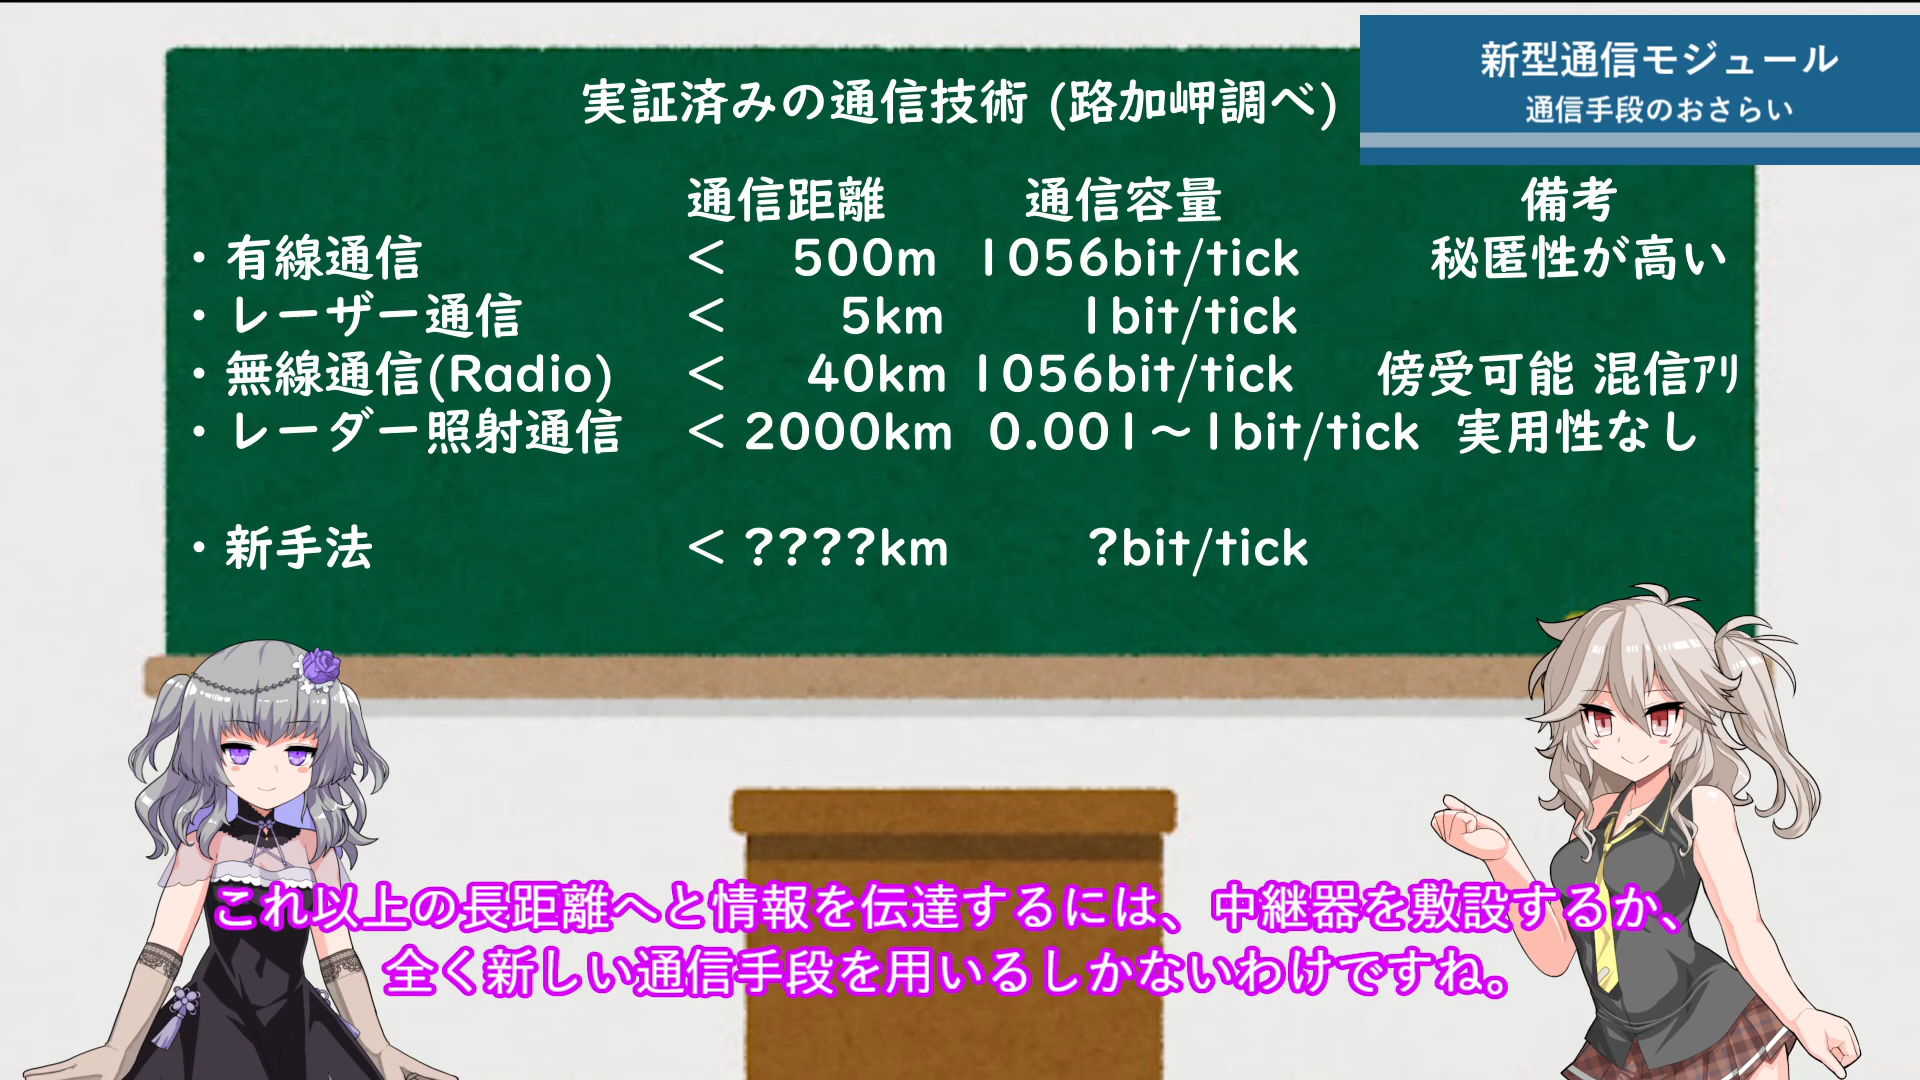 新型通信モジュール
通信手段のおさらい
実証済みの通信技術 (路加岬調べ)
通信距離 通信容量 備考
・有線通信 < 500m 1056bit/tick 秘匿性が高い
・レーザー通信 < 5km 1bit/tick
・無線通信(Radio) < 40km 1056bit/tick 傍受可能 混信ｱﾘ
・レーダー照射通信 < 2000km 0.001～1bit/tick 実用性なし
・新手法 < ????km ?bit/tick
これ以上の長距離へと情報を伝達するには、中継器を敷設するか、
全く新しい通信手段を用いるしかないわけですね。